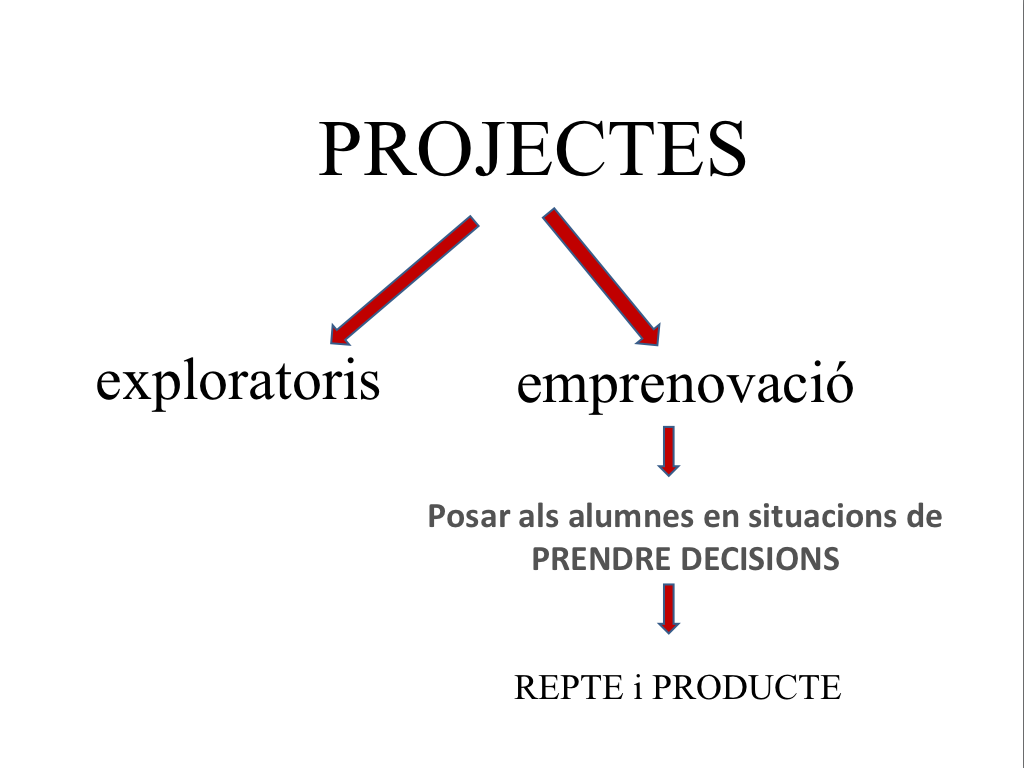 PROJECTES
exploratoris
emprenovació
Posar als alumnes en situacions de
PRENDRE DECISIONS
REPTE i PRODUCTE